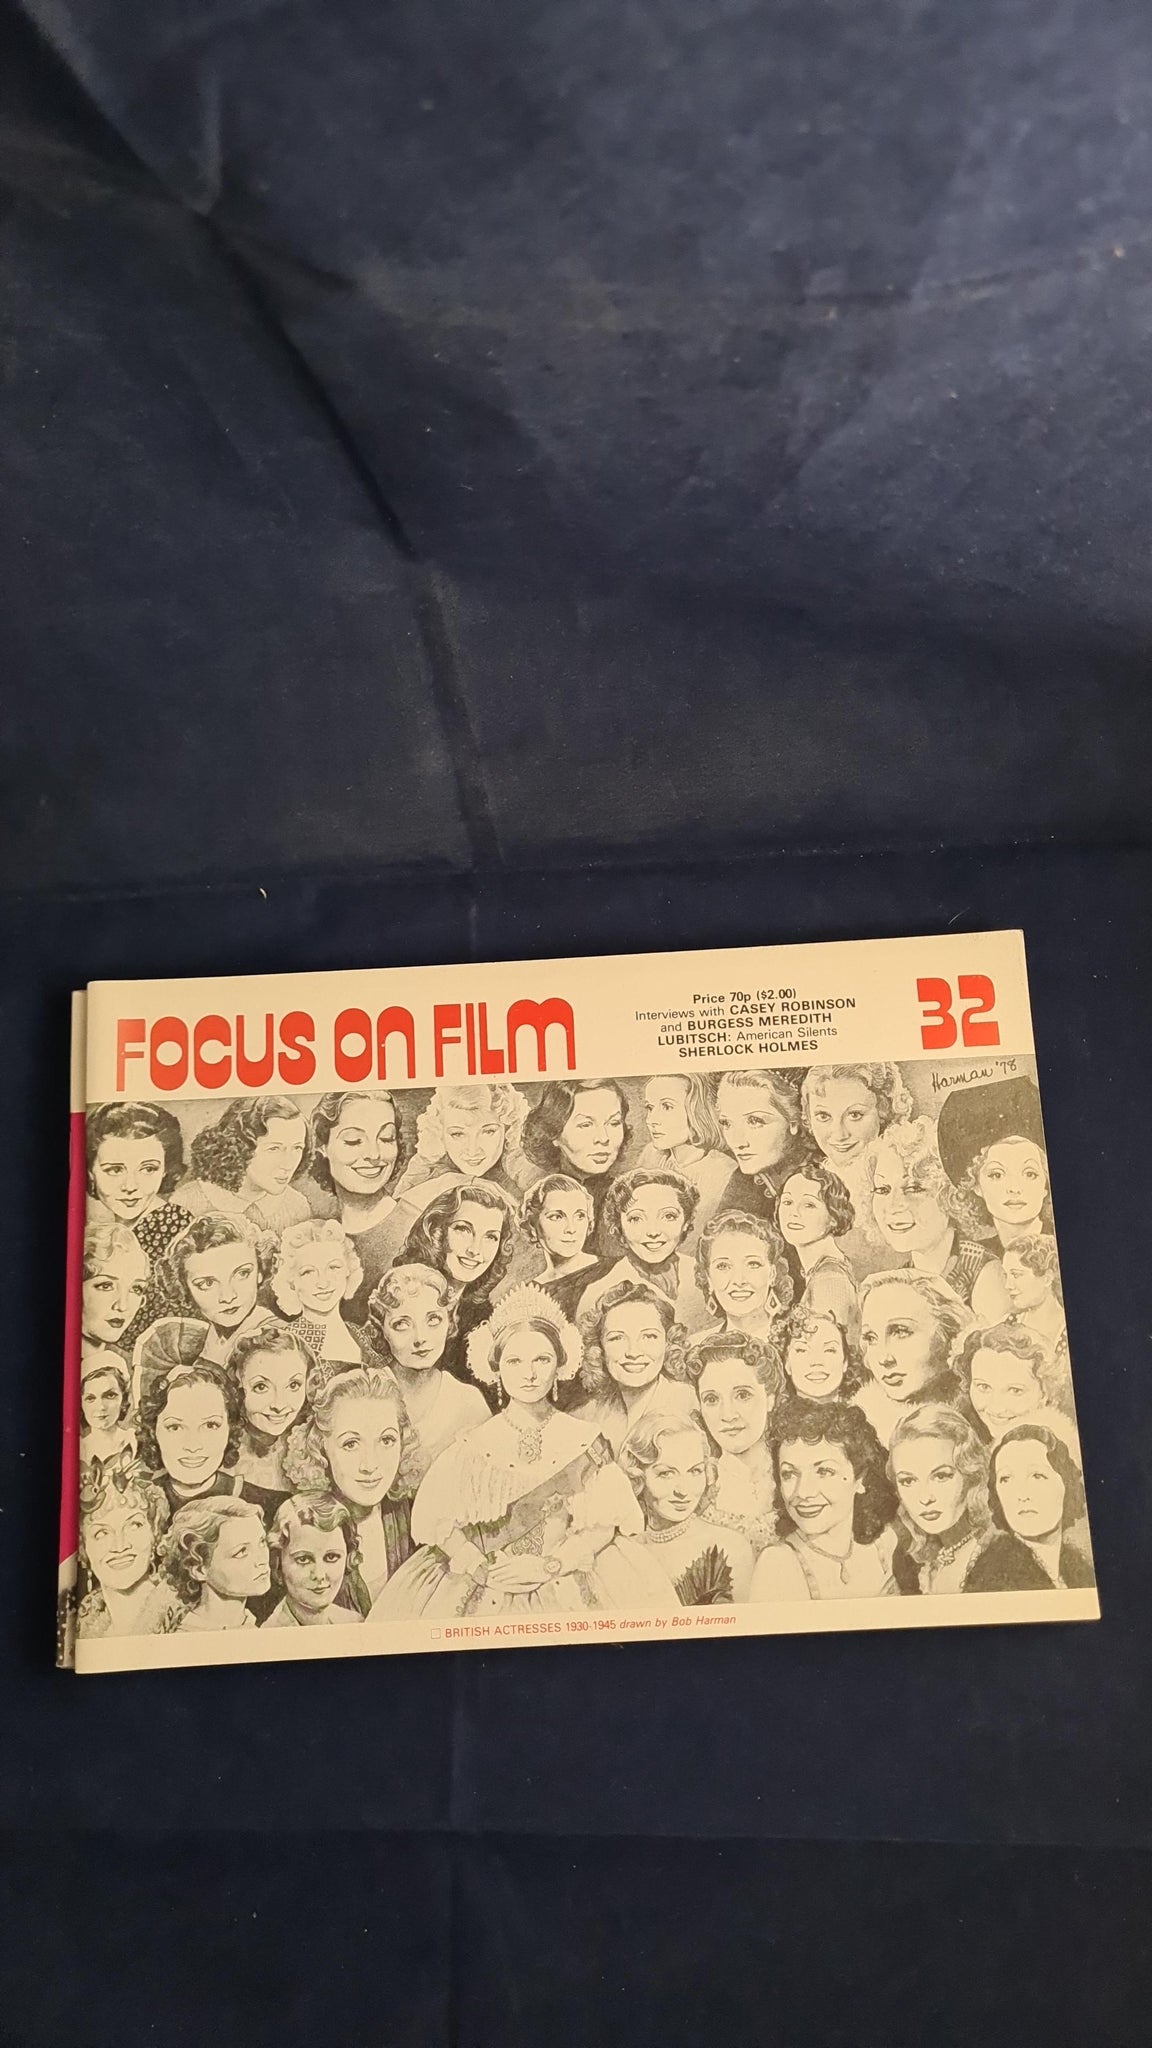 FOCUS ON FILM
Price 70p ($2.00)
Interviews with CASEY ROBINSON
and BURGESS MEREDITH
LUBITSCH: American Silents
SHERLOCK HOLMES
32
Harman '78
BRITISH ACTRESSES 1930-1945 drawn by Bob Harman